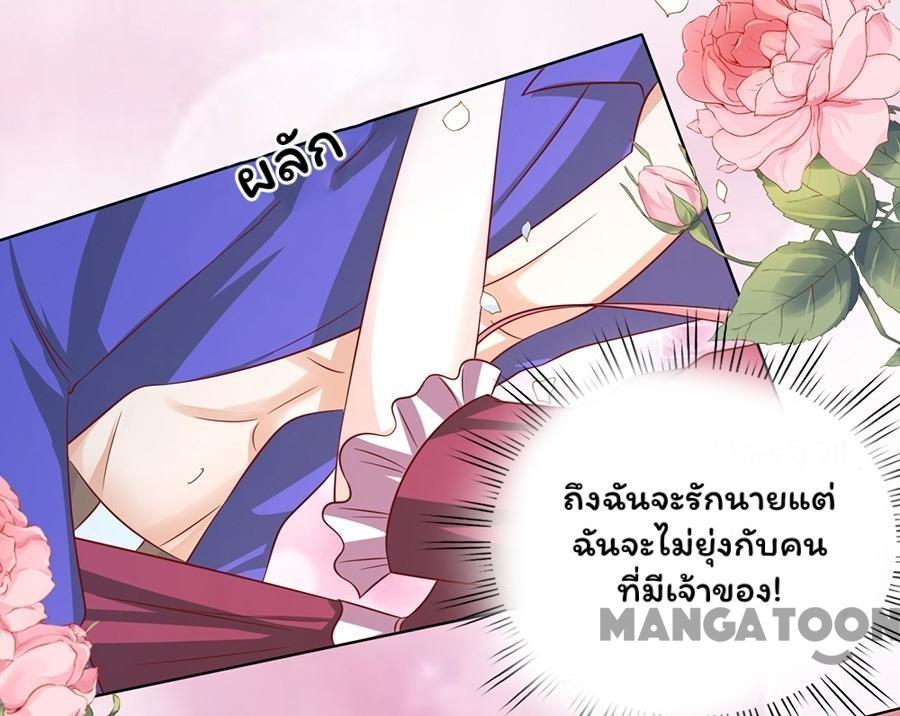 ผลัก
ถึงฉันจะรักนายแต่
ฉันจะไม่ยุ่งกับคน
ที่มีเจ้าของ!
MANGATOON